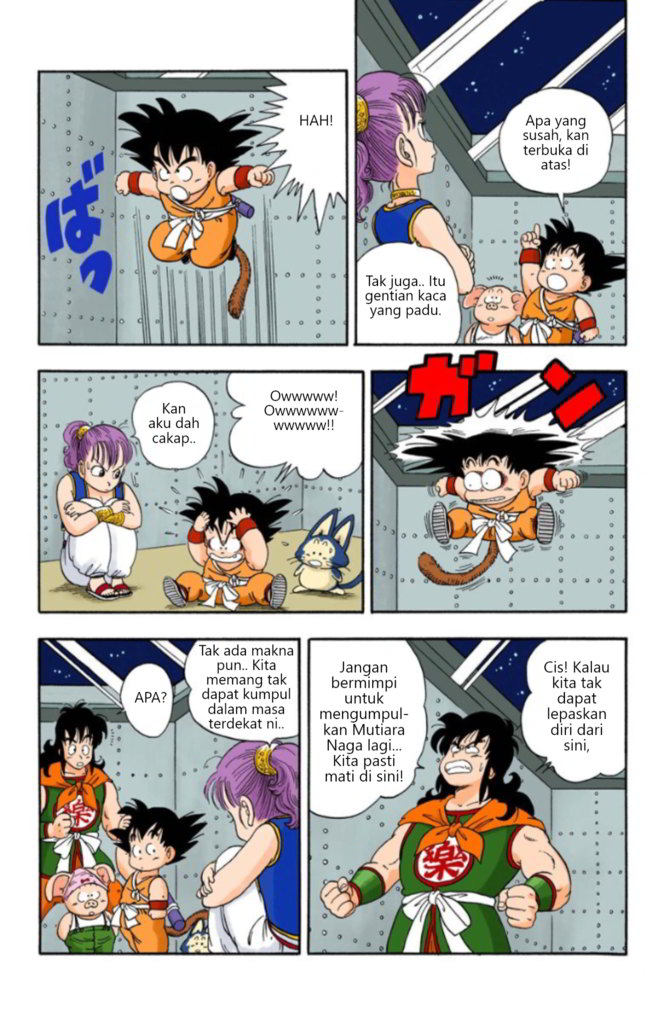 Apa yang
susah, kan
terbuka di
atas!
Tak juga.. Itu
gentian kaca
yang padu.
HAH!
ばっ
ガン
Owwwww!
Owwwwww-
wwwww!!
Kan
aku dah
cakap..
Cis! Kalau
kita tak
dapat
lepaskan
diri dari
sini,
Jangan
bermimpi
untuk
mengumpul-
kan Mutiara
Naga lagi...
Kita pasti
mati di sini!
樂
Tak ada makna
pun.. Kita
memang tak
dapat kumpul
dalam masa
terdekat ni..
APA?
樂